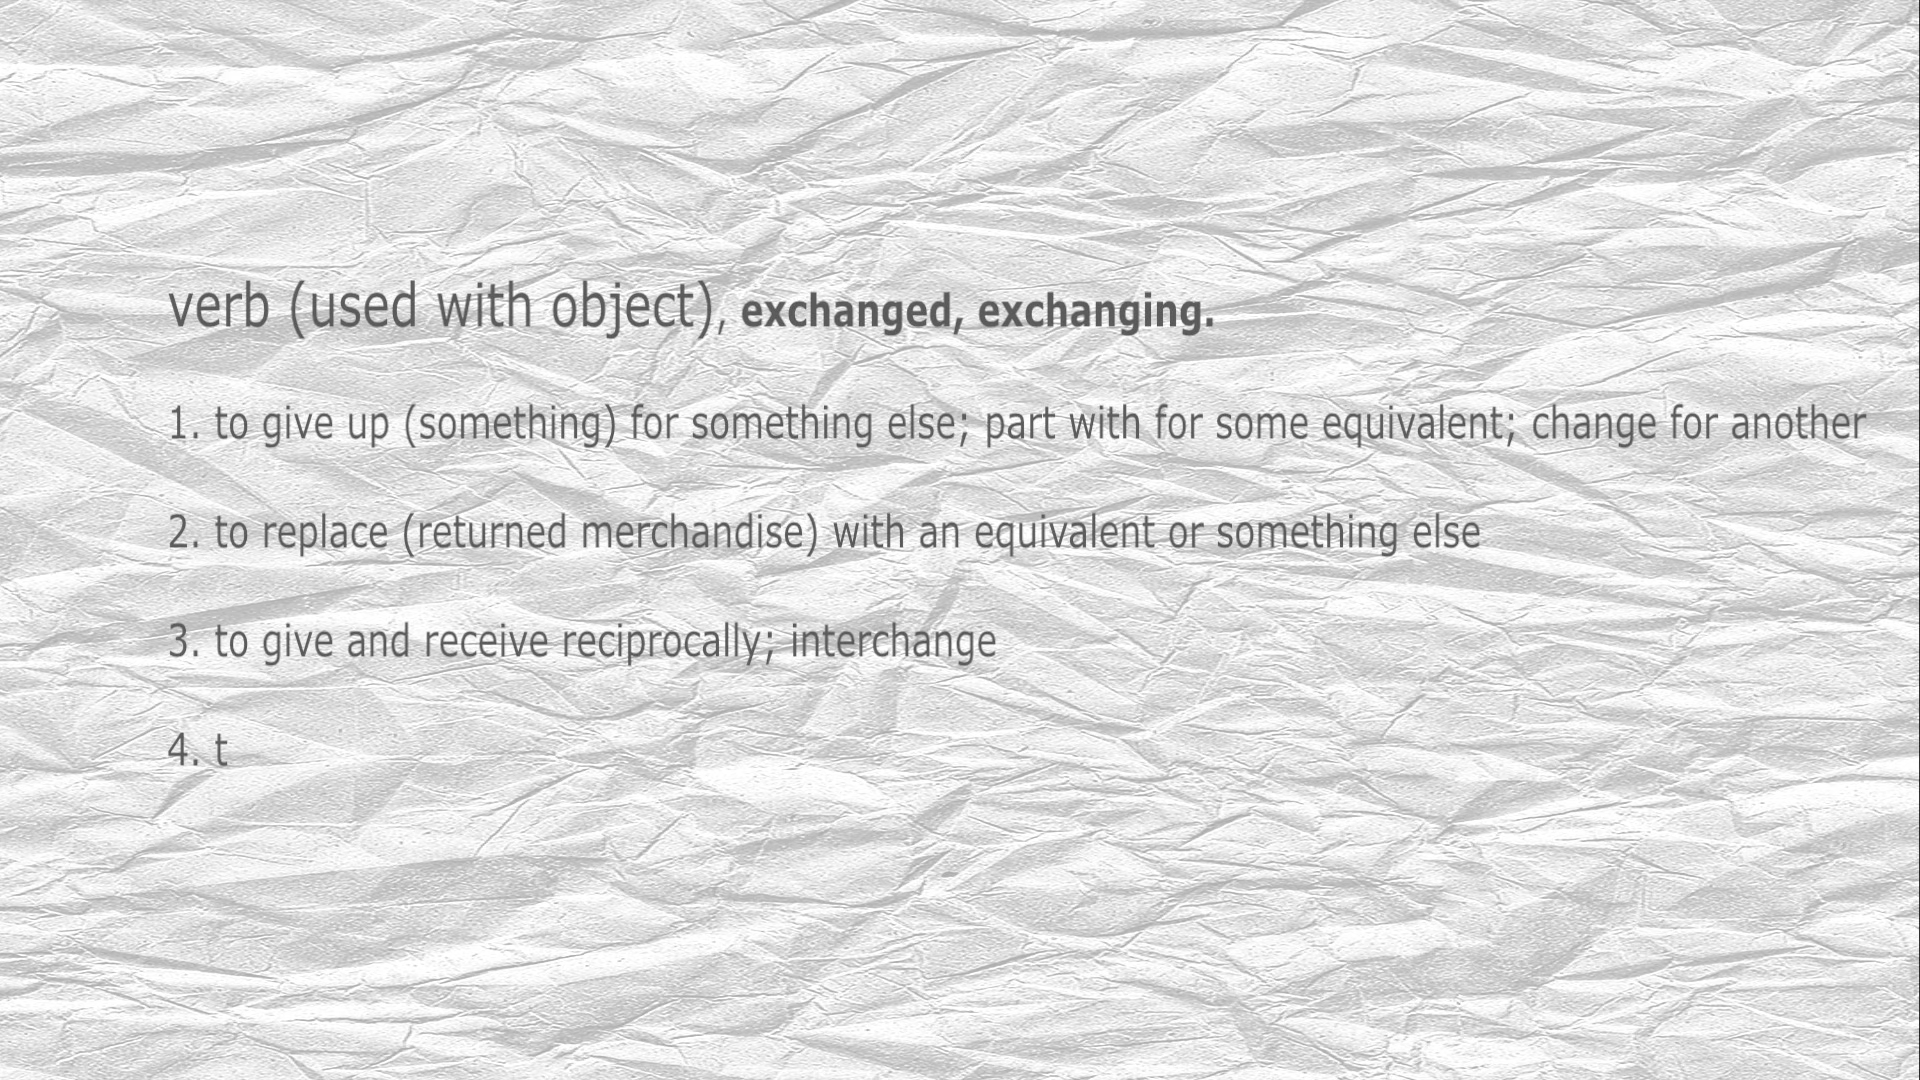 verb (used with object), exchanged, exchanging.
1. to give up (something) for something else; part with for some equivalent; change for another
2. to replace (returned merchandise) with an equivalent or something else
3. to give and receive reciprocally; interchange
4. t